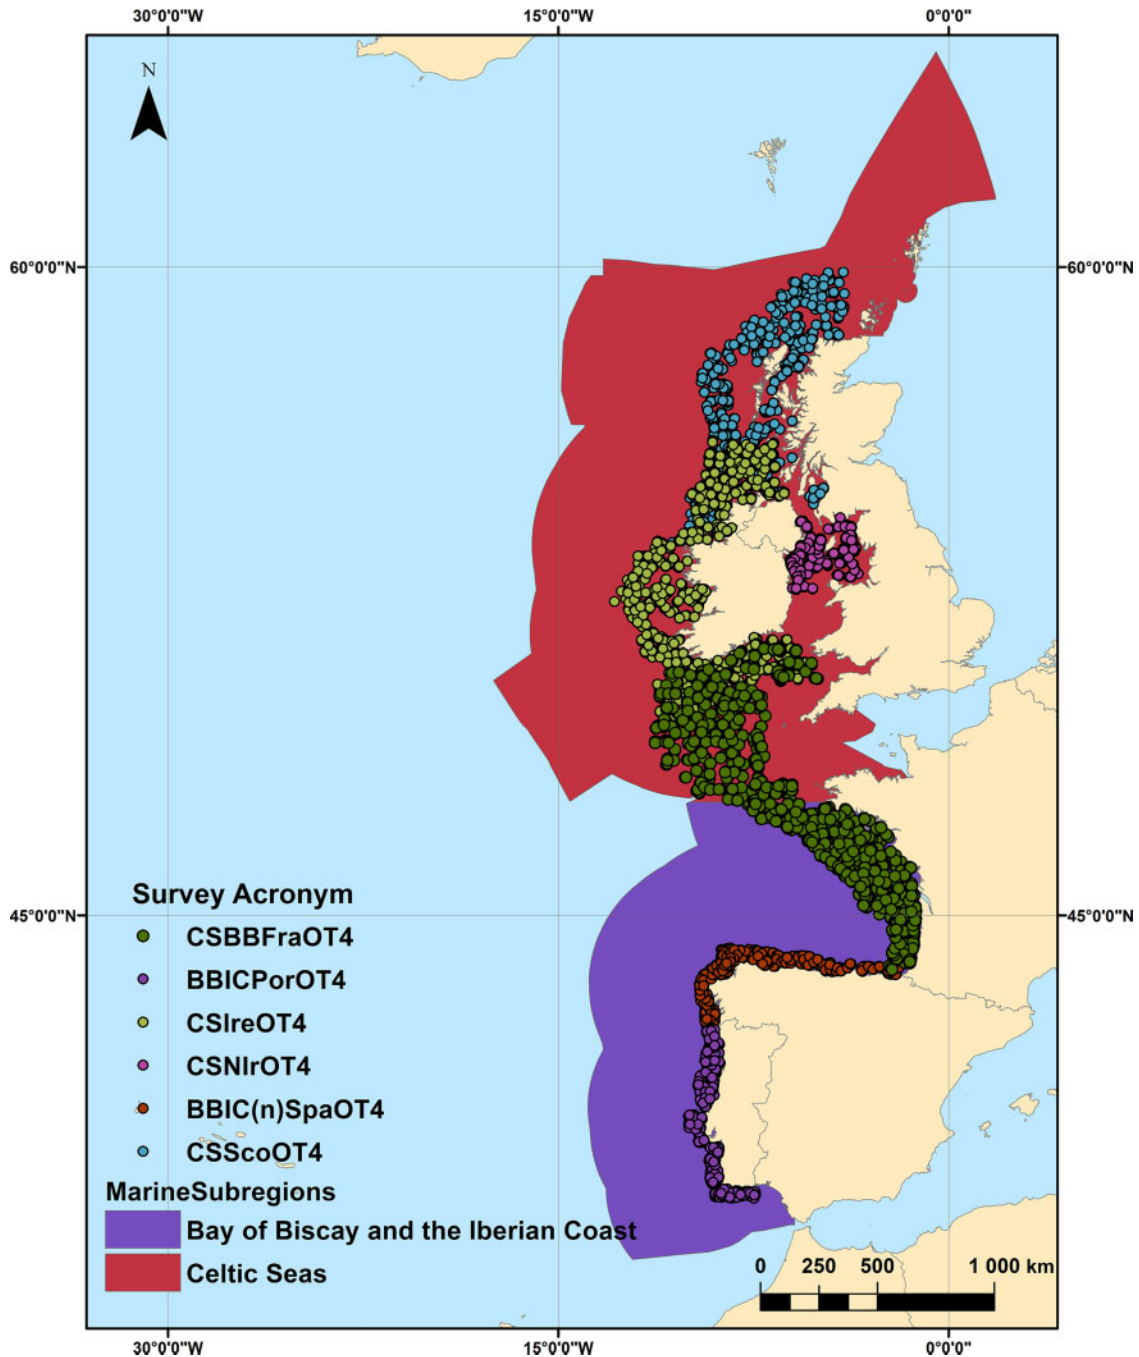 30°0'0"W 15°0'0"W 0°0'0"
N
60°0'0"N 60°0'0"N
45°0'0"N 45°0'0"N
Survey Acronym
CSBBFraOT4
BBICPorOT4
CSIreOT4
CSNIrOT4
BBIC(n)SpaOT4
CSScoOT4
MarineSubregions
Bay of Biscay and the Iberian Coast
Celtic Seas
0 250 500 1 000 km
30°0'0"W 15°0'0"W 0°0'0"